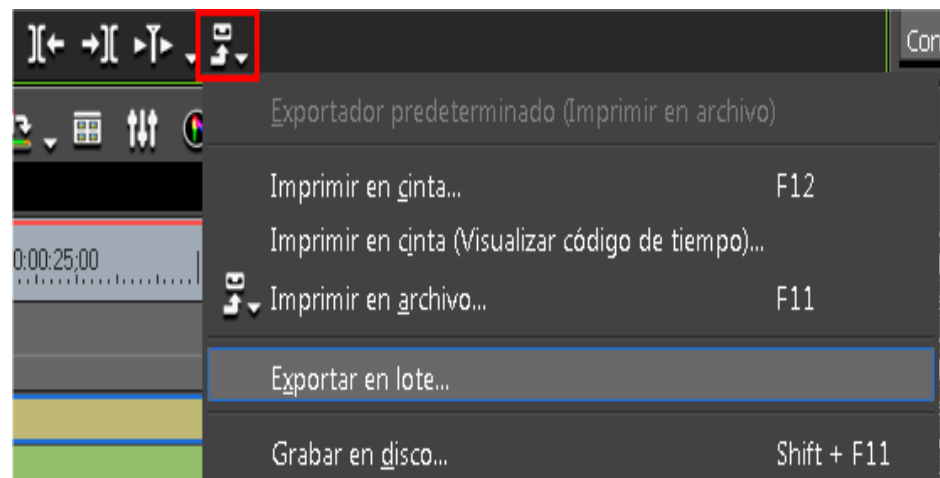 Con
Exportador predeterminado (Imprimir en archivo)
Imprimir en cinta... F12
Imprimir en cinta (Visualizar código de tiempo)...
0:00:25;00
Imprimir en archivo... F11
Exportar en lote...
Grabar en disco... Shift + F11